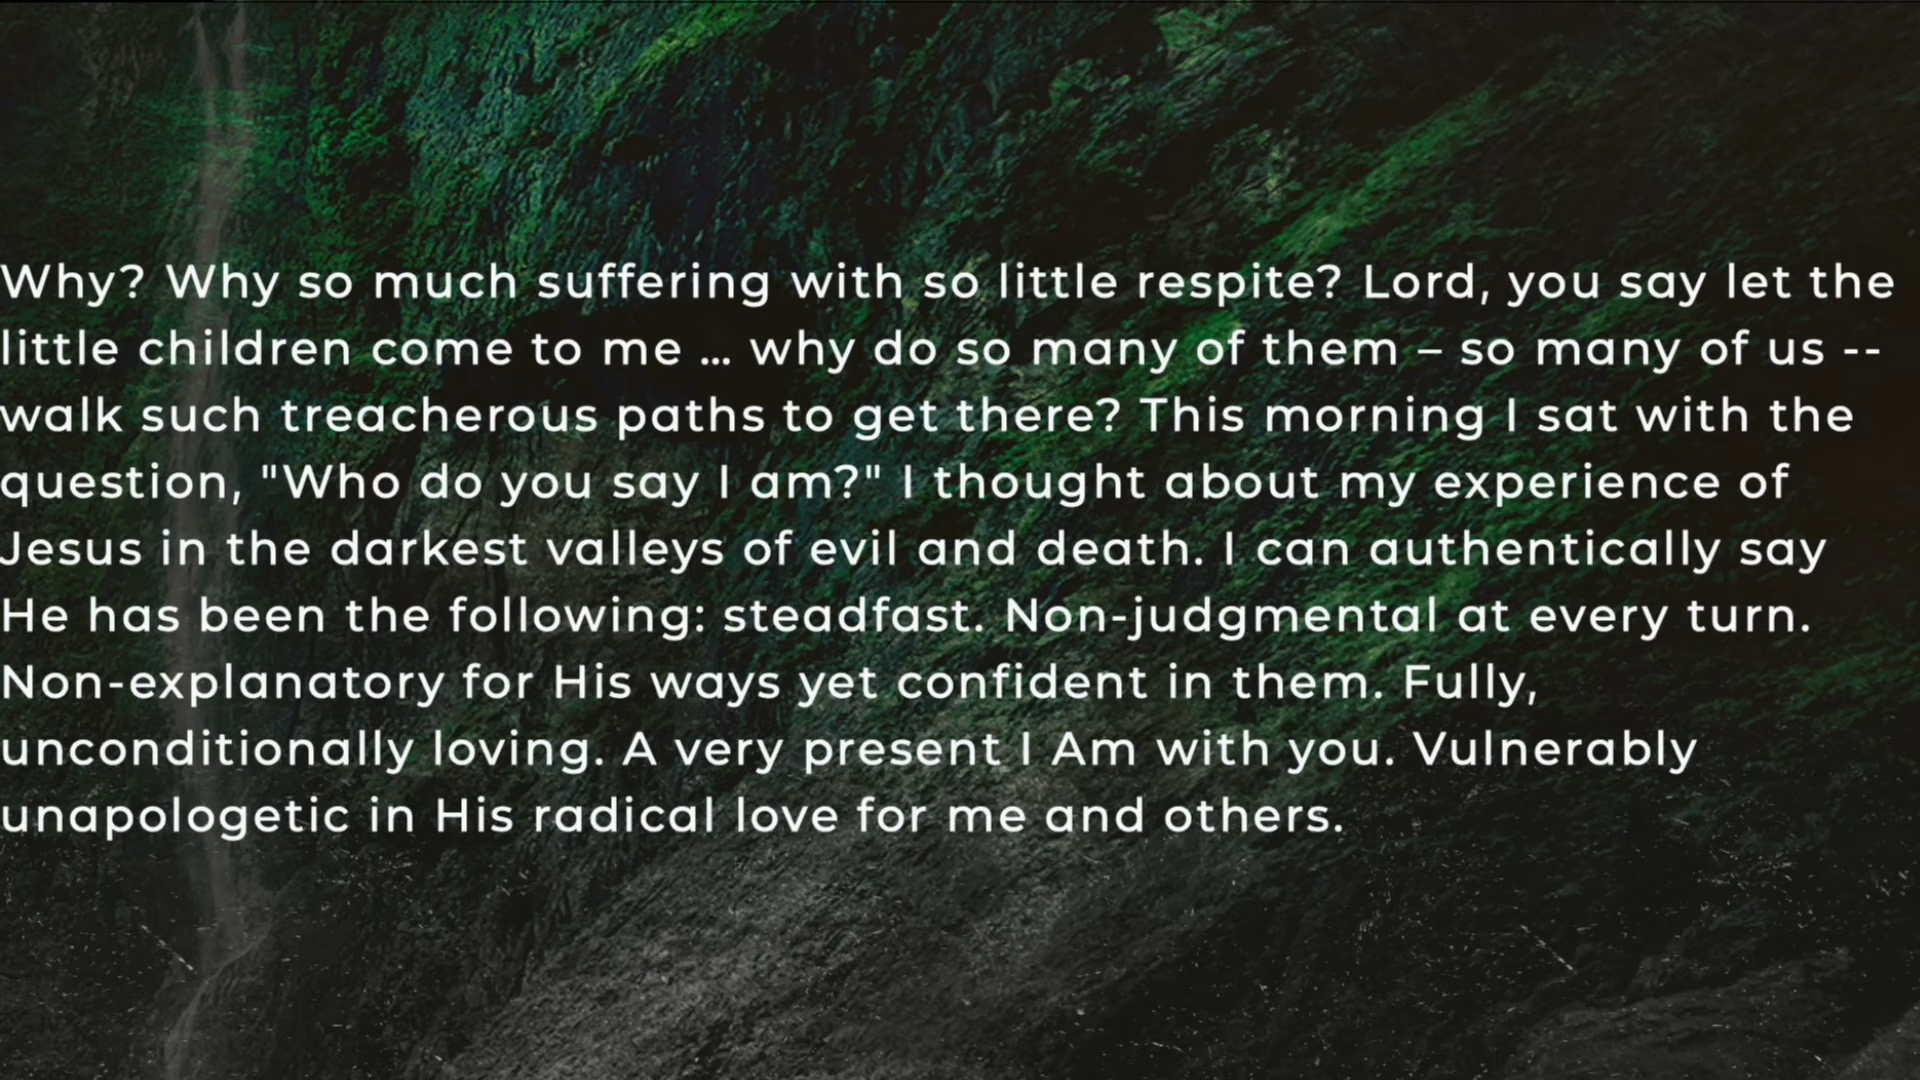 Why? Why so much suffering with so little respite? Lord, you say let the
little children come to me ... why do so many of them – so many of us --
walk such treacherous paths to get there? This morning I sat with the
question, "Who do you say I am?" I thought about my experience of
Jesus in the darkest valleys of evil and death. I can authentically say
He has been the following: steadfast. Non-judgmental at every turn.
Non-explanatory for His ways yet confident in them. Fully,
unconditionally loving. A very present I Am with you. Vulnerably
unapologetic in His radical love for me and others.